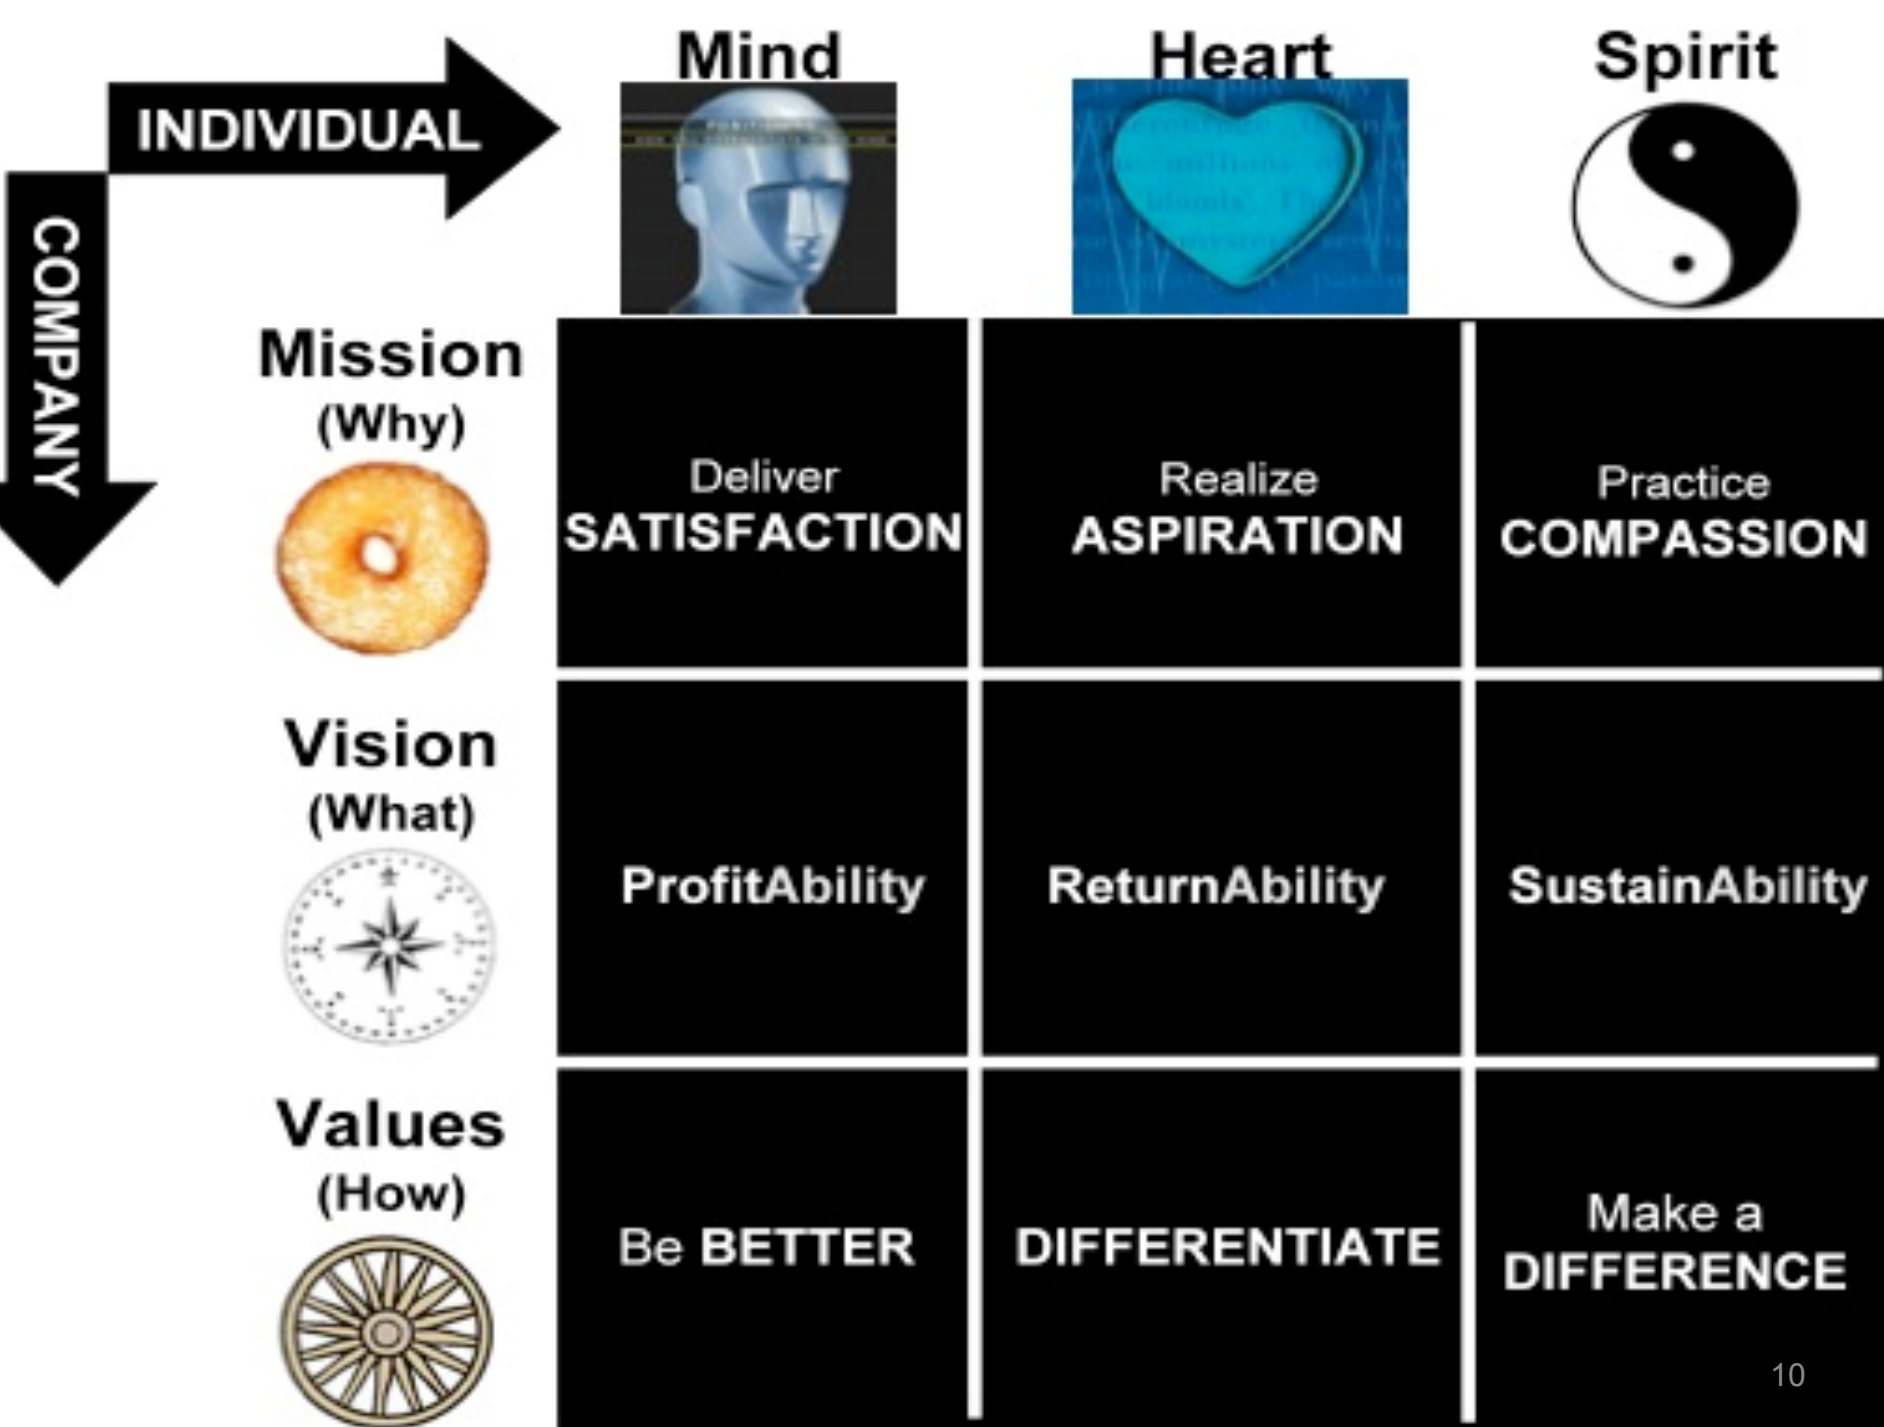 Mind
Heart
Spirit
INDIVIDUAL
COMPANY
Mission
(Why)
Deliver
SATISFACTION
Realize
ASPIRATION
Practice
COMPASSION
Vision
(What)
ProfitAbility
ReturnAbility
SustainAbility
Values
(How)
Be BETTER
DIFFERENTIATE
Make a
DIFFERENCE
10